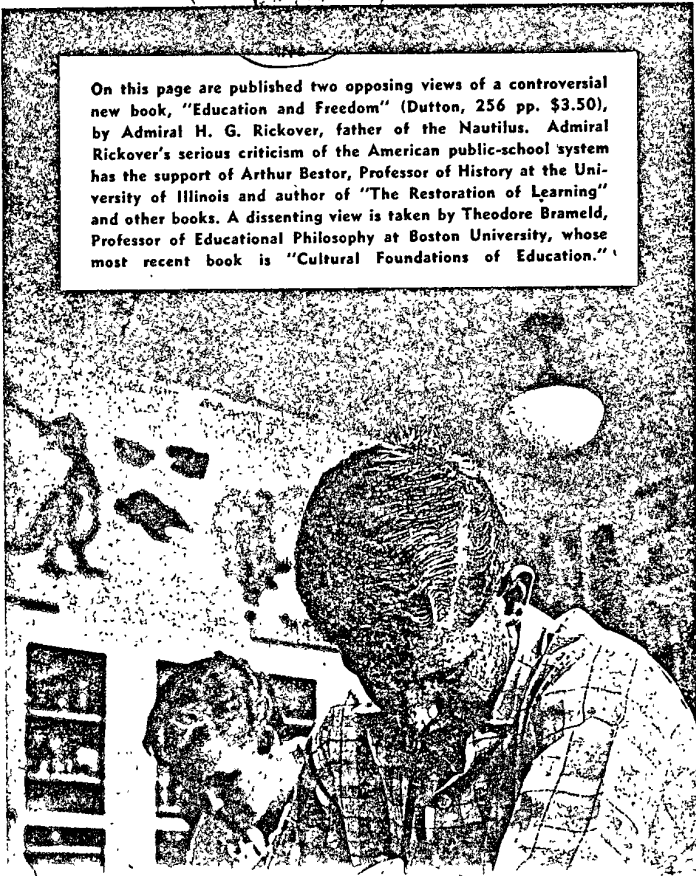 On this page are published two opposing views of a controversial
new book, "Education and Freedom" (Dutton, 256 pp. $3.50),
by Admiral H. G. Rickover, father of the Nautilus. Admiral
Rickover's serious criticism of the American public-school system
has the support of Arthur Bestor, Professor of History at the Uni-
versity of Illinois and author of "The Restoration of Learning"
and other books. A dissenting view is taken by Theodore Brameld,
Professor of Educational Philosophy at Boston University, whose
most recent book is "Cultural Foundations of Education."